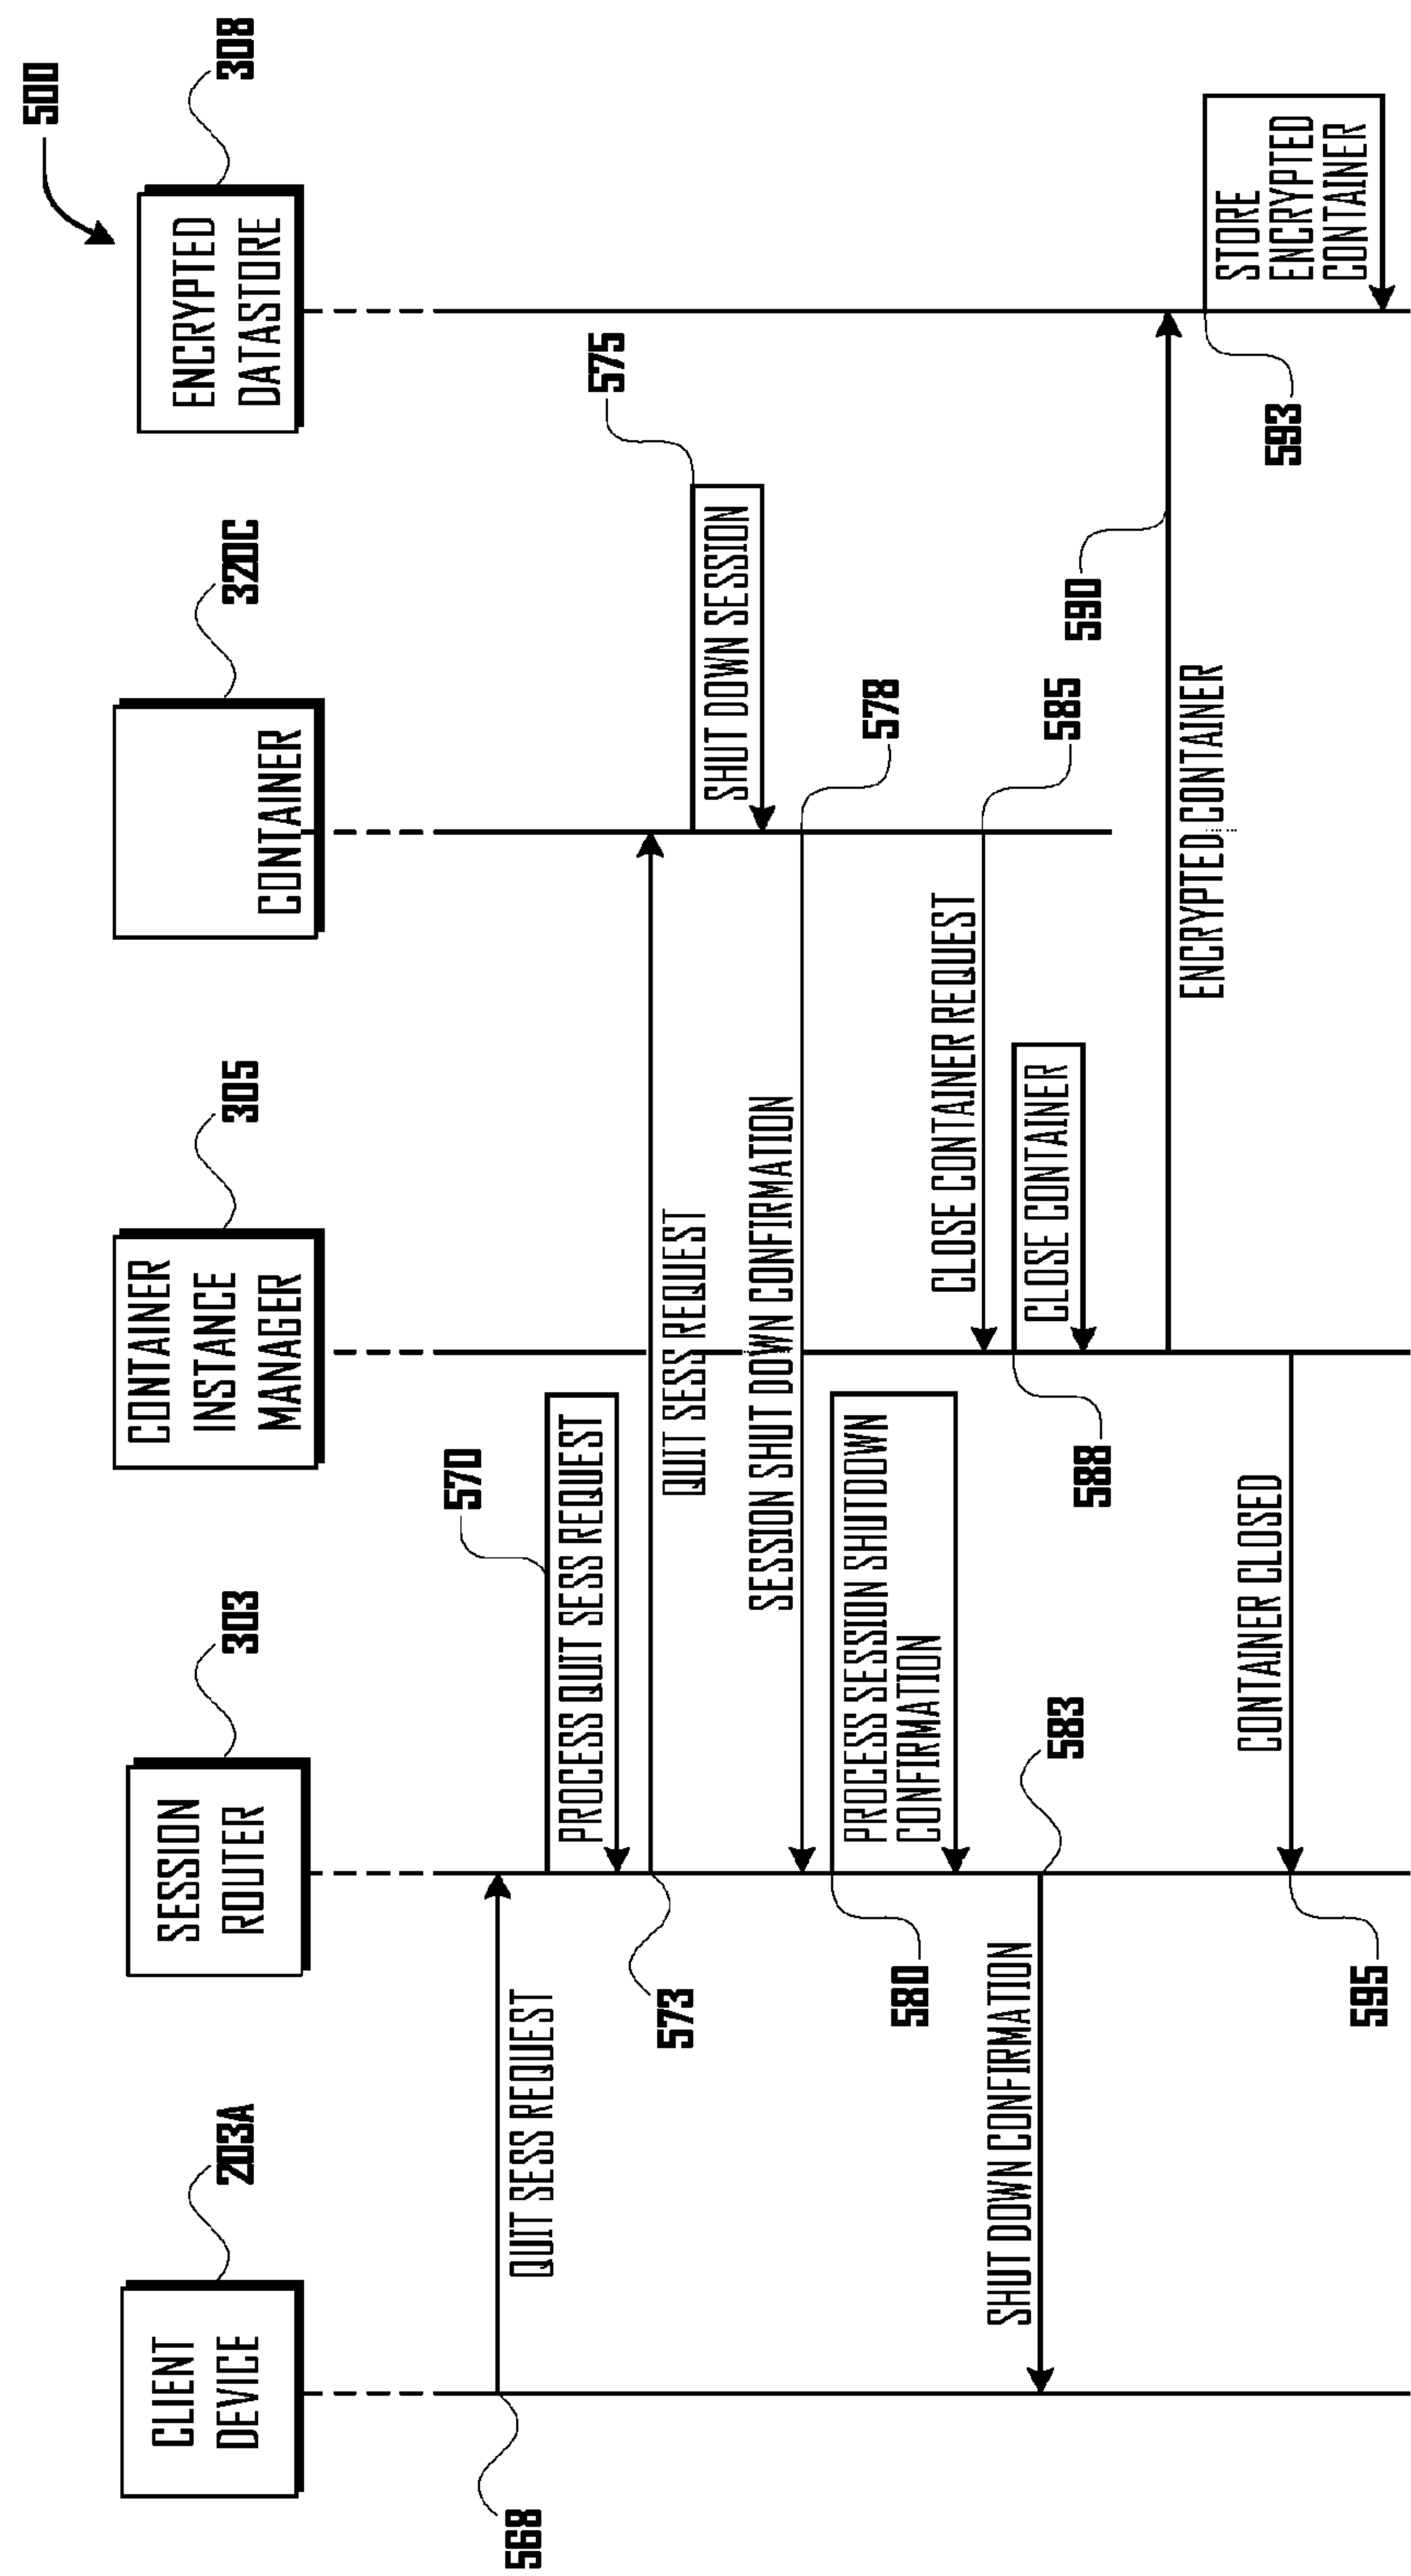 500
CLIENT
DEVICE
203A
SESSION
ROUTER
303
CONTAINER
INSTANCE
MANAGER
305
CONTAINER
320C
ENCRYPTED
DATASTORE
308
568
QUIT SESS REQUEST
570
PROCESS QUIT SESS REQUEST
573
QUIT SESS REQUEST
575
SHUT DOWN SESSION
578
SESSION SHUT DOWN CONFIRMATION
580
PROCESS SESSION SHUTDOWN
CONFIRMATION
583
SHUT DOWN CONFIRMATION
585
CLOSE CONTAINER REQUEST
588
CLOSE CONTAINER
590
ENCRYPTED CONTAINER
593
STORE
ENCRYPTED
CONTAINER
595
CONTAINER CLOSED